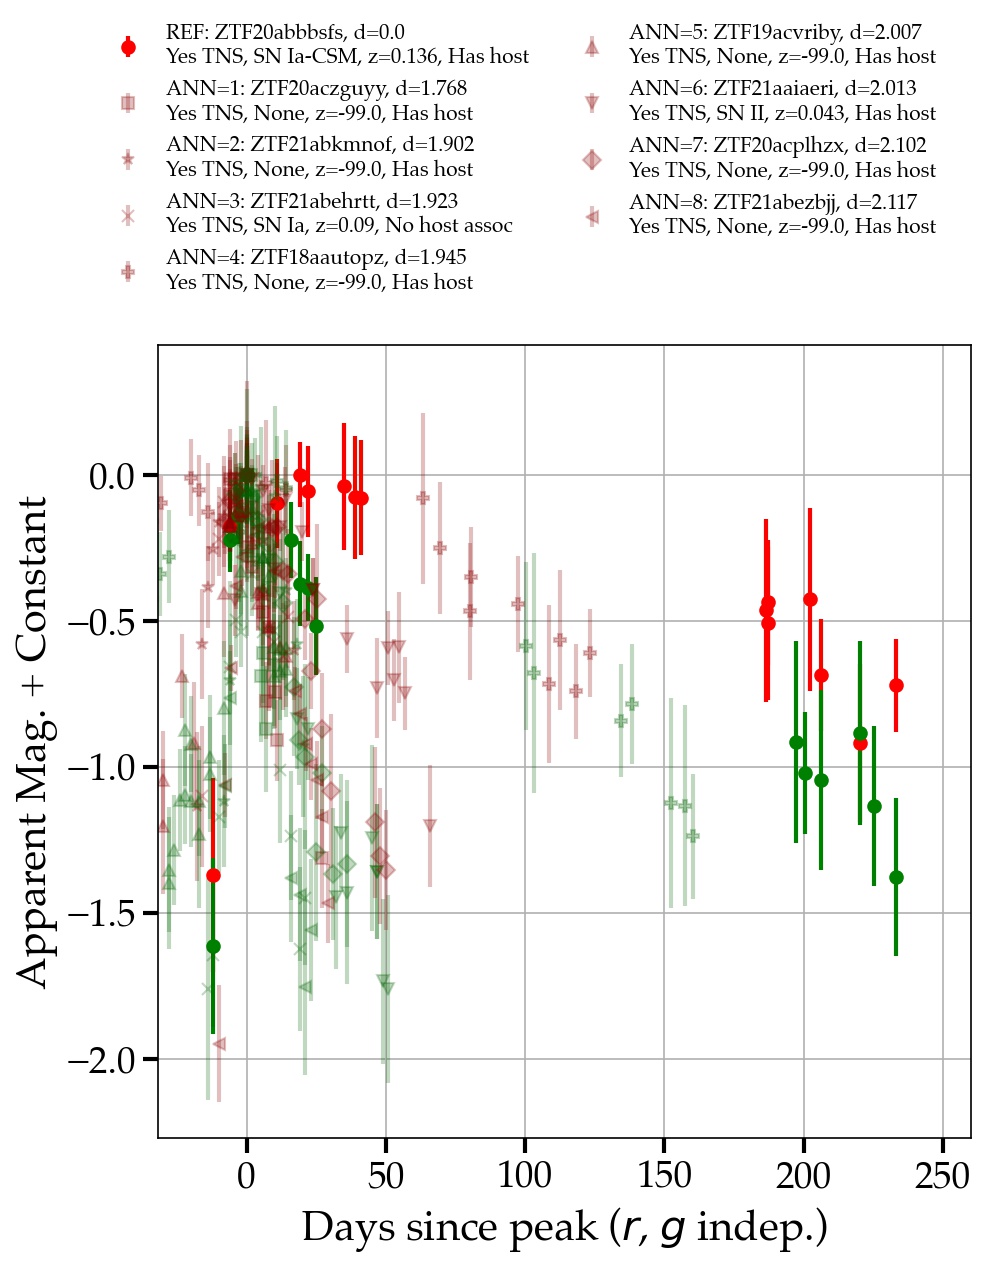 REF: ZTF20abbbsfs, d=0.0
Yes TNS, SN Ia-CSM, z=0.136, Has host
ANN=1: ZTF20aczguyy, d=1.768
Yes TNS, None, z=-99.0, Has host
ANN=2: ZTF21abkmnof, d=1.902
Yes TNS, None, z=-99.0, Has host
ANN=3: ZTF21abehrtt, d=1.923
Yes TNS, SN Ia, z=0.09, No host assoc
ANN=4: ZTF18aautopz, d=1.945
Yes TNS, None, z=-99.0, Has host
ANN=5: ZTF19acvriby, d=2.007
Yes TNS, None, z=-99.0, Has host
ANN=6: ZTF21aaiaeri, d=2.013
Yes TNS, SN II, z=0.043, Has host
ANN=7: ZTF20acplhzx, d=2.102
Yes TNS, None, z=-99.0, Has host
ANN=8: ZTF21abezbjj, d=2.117
Yes TNS, None, z=-99.0, Has host
Apparent Mag. + Constant
0.0
−0.5
−1.0
−1.5
−2.0
0 50 100 150 200 250
Days since peak (r, g indep.)